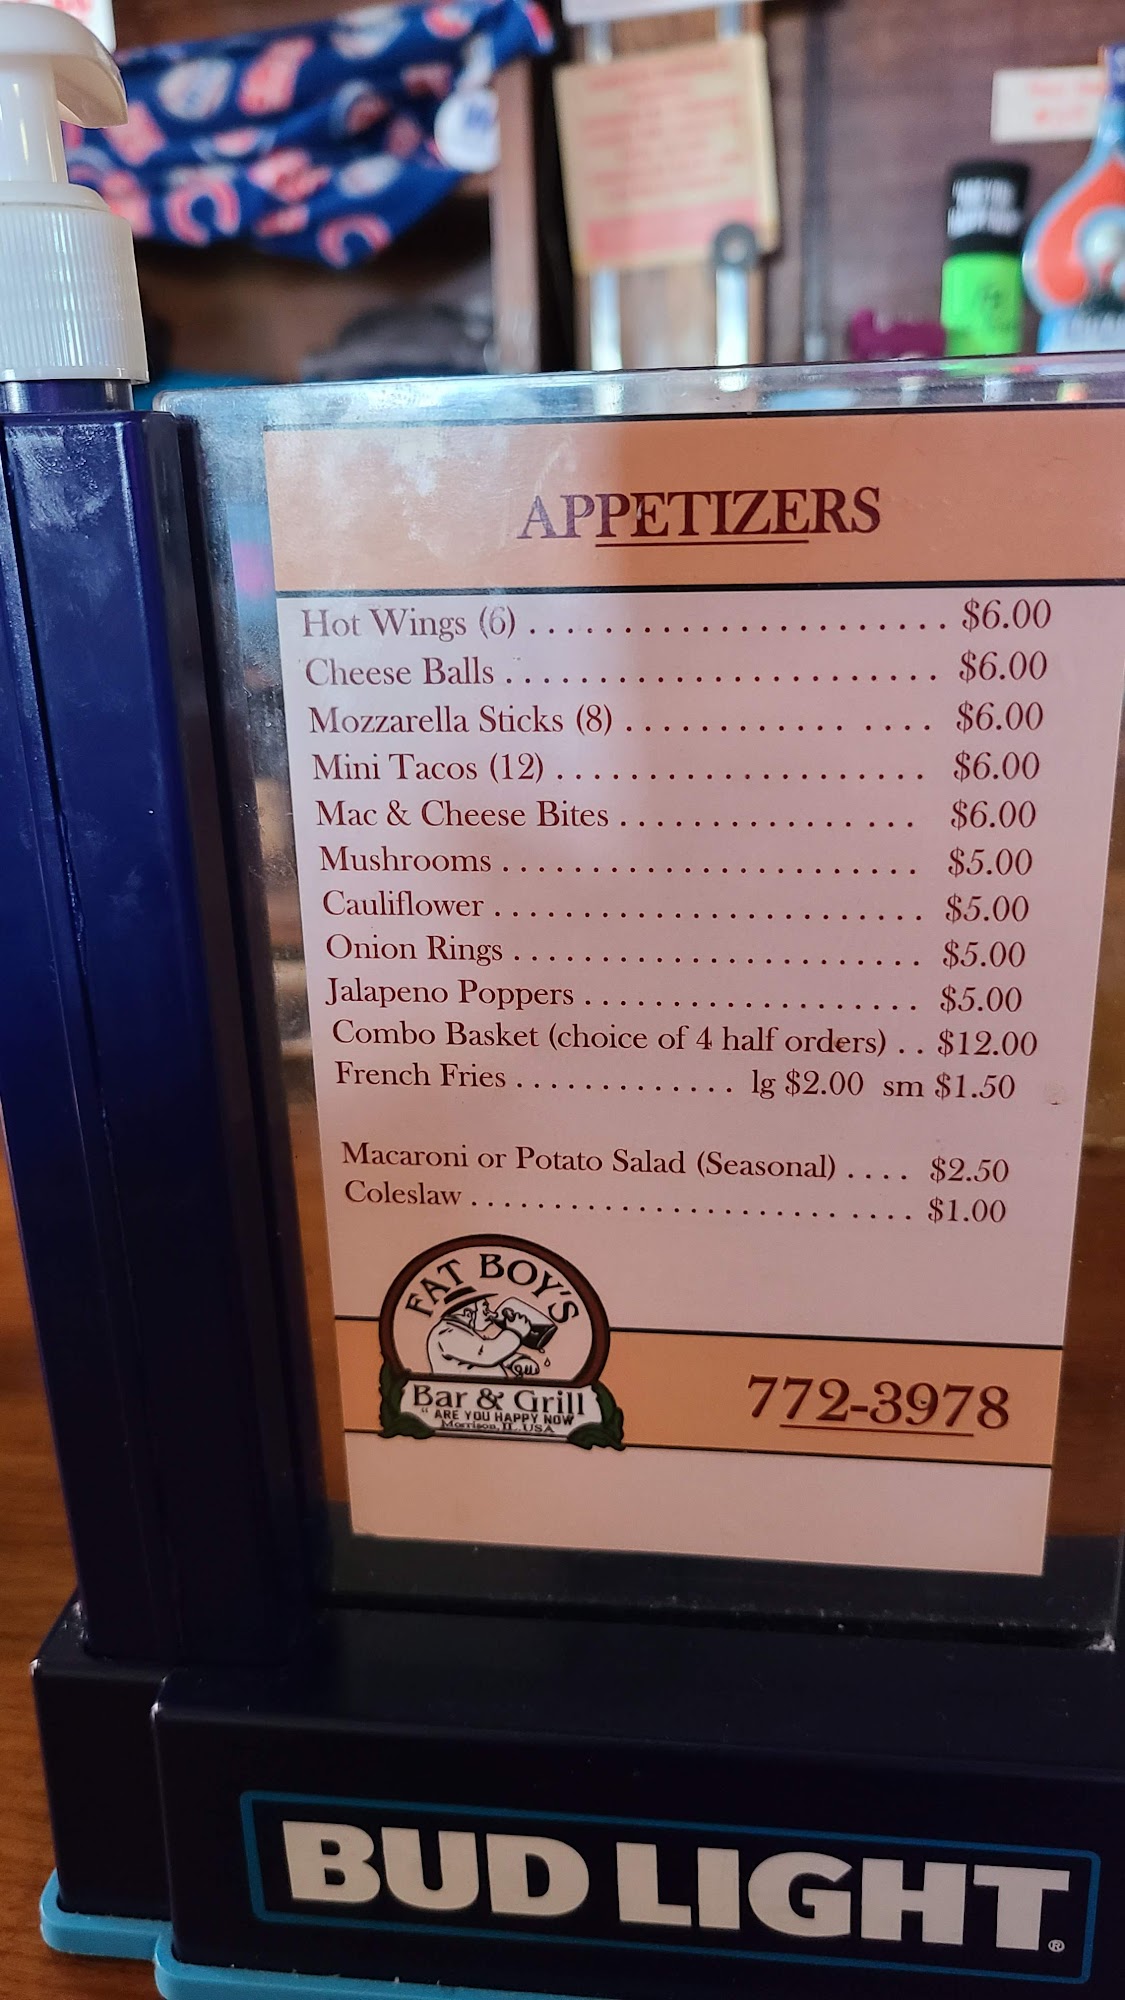 APPETIZERS
Hot Wings (6) . . . . . . . . . . . . . . . . . . . . . . . $6.00
Cheese Balls . . . . . . . . . . . . . . . . . . . . . . . . $6.00
Mozzarella Sticks (8) . . . . . . . . . . . . . . . . . $6.00
Mini Tacos (12) . . . . . . . . . . . . . . . . . . . . $6.00
Mac & Cheese Bites . . . . . . . . . . . . . . . . $6.00
Mushrooms . . . . . . . . . . . . . . . . . . . . . . . $5.00
Cauliflower . . . . . . . . . . . . . . . . . . . . . . . . $5.00
Onion Rings . . . . . . . . . . . . . . . . . . . . . . . $5.00
Jalapeno Poppers . . . . . . . . . . . . . . . . . . . $5.00
Combo Basket (choice of 4 half orders) . . $12.00
French Fries . . . . . . . . . . . . . lg $2.00 sm $1.50
Macaroni or Potato Salad (Seasonal) . . . . $2.50
Coleslaw . . . . . . . . . . . . . . . . . . . . . . . . . $1.00
FAT BOY'S
Bar & Grill
" ARE YOU HAPPY NOW
Morrison, IL. USA
772-3978
BUD LIGHT®